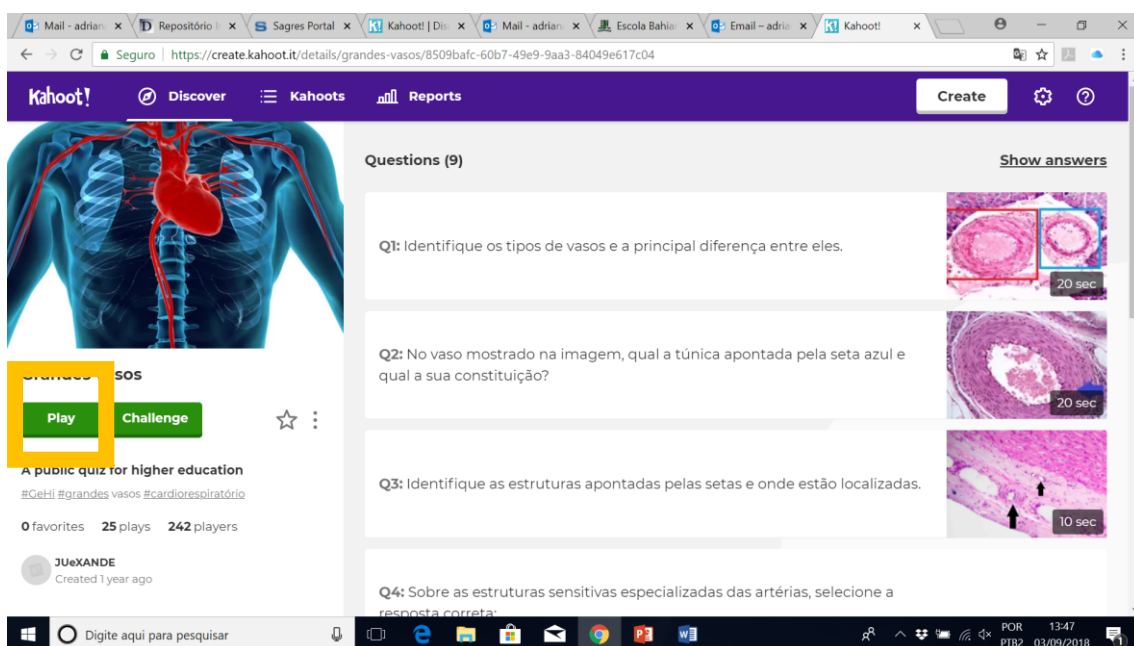 Mail - adrian
Repositório I
Sagres Portal
Kahoot! | Dis
Mail - adrian
Escola Bahia
Email – adria
Kahoot!
Seguro | https://create.kahoot.it/details/grandes-vasos/8509bafc-60b7-49e9-9aa3-84049e617c04
Kahoot! Discover Kahoots Reports Create
Questions (9) Show answers
Q1: Identifique os tipos de vasos e a principal diferença entre eles.
20 sec
Q2: No vaso mostrado na imagem, qual a túnica apontada pela seta azul e
qual a sua constituição?
20 sec
Q3: Identifique as estruturas apontadas pelas setas e onde estão localizadas.
10 sec
Q4: Sobre as estruturas sensitivas especializadas das artérias, selecione a
resposta correta:
Grandes vasos
Play Challenge
A public quiz for higher education
#GeHi #grandes vasos #cardiorespiratório
0 favorites 25 plays 242 players
JUeXANDE
Created 1 year ago
Digite aqui para pesquisar
POR
PTB2
13:47
03/09/2018
1